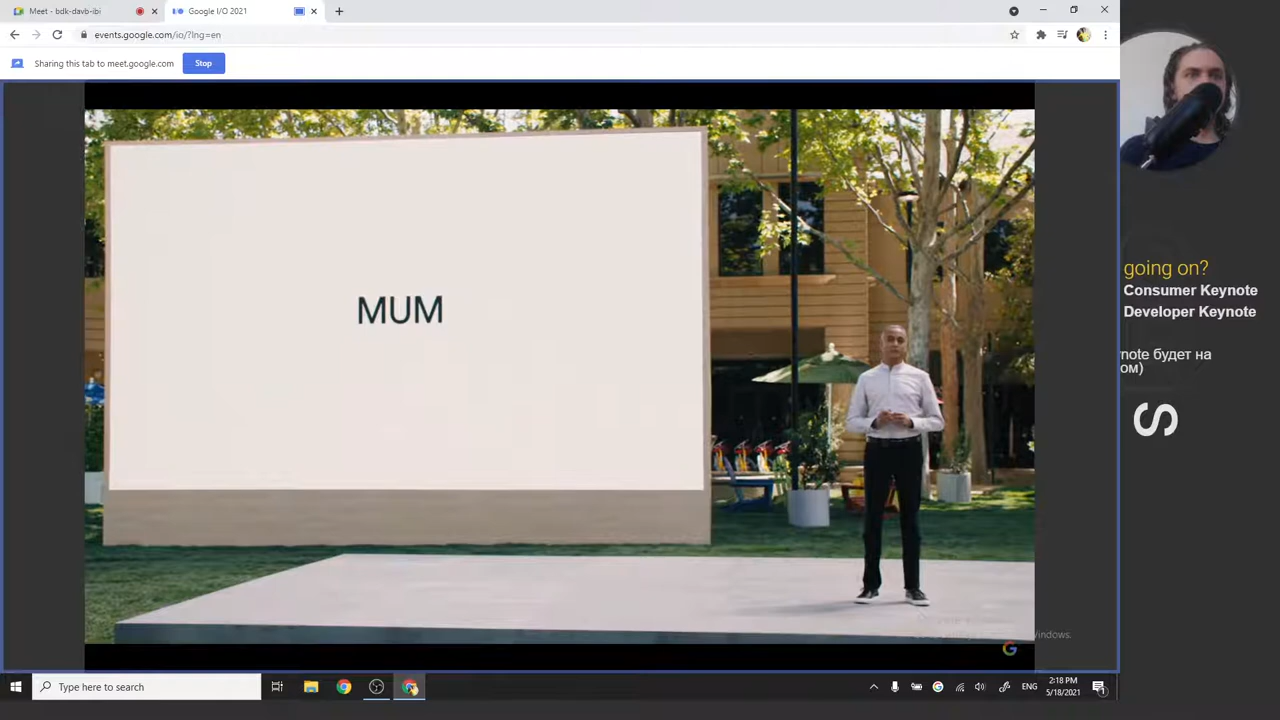 Meet - bdk-davb-ibi
Google I/O 2021
events.google.com/io/?lng=en
Sharing this tab to meet.google.com
Stop
MUM
going on?
Consumer Keynote
Developer Keynote
note будет на
ом)
S
Windows.
Type here to search
ENG
2:18 PM
5/18/2021